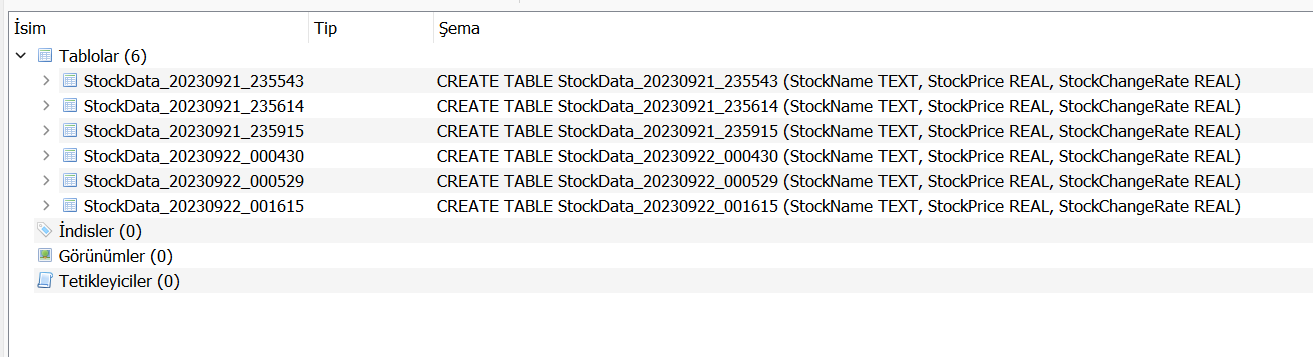 İsim Tip Şema
Tablolar (6)
StockData_20230921_235543 CREATE TABLE StockData_20230921_235543 (StockName TEXT, StockPrice REAL, StockChangeRate REAL)
StockData_20230921_235614 CREATE TABLE StockData_20230921_235614 (StockName TEXT, StockPrice REAL, StockChangeRate REAL)
StockData_20230921_235915 CREATE TABLE StockData_20230921_235915 (StockName TEXT, StockPrice REAL, StockChangeRate REAL)
StockData_20230922_000430 CREATE TABLE StockData_20230922_000430 (StockName TEXT, StockPrice REAL, StockChangeRate REAL)
StockData_20230922_000529 CREATE TABLE StockData_20230922_000529 (StockName TEXT, StockPrice REAL, StockChangeRate REAL)
StockData_20230922_001615 CREATE TABLE StockData_20230922_001615 (StockName TEXT, StockPrice REAL, StockChangeRate REAL)
İndisler (0)
Görünümler (0)
Tetikleyiciler (0)